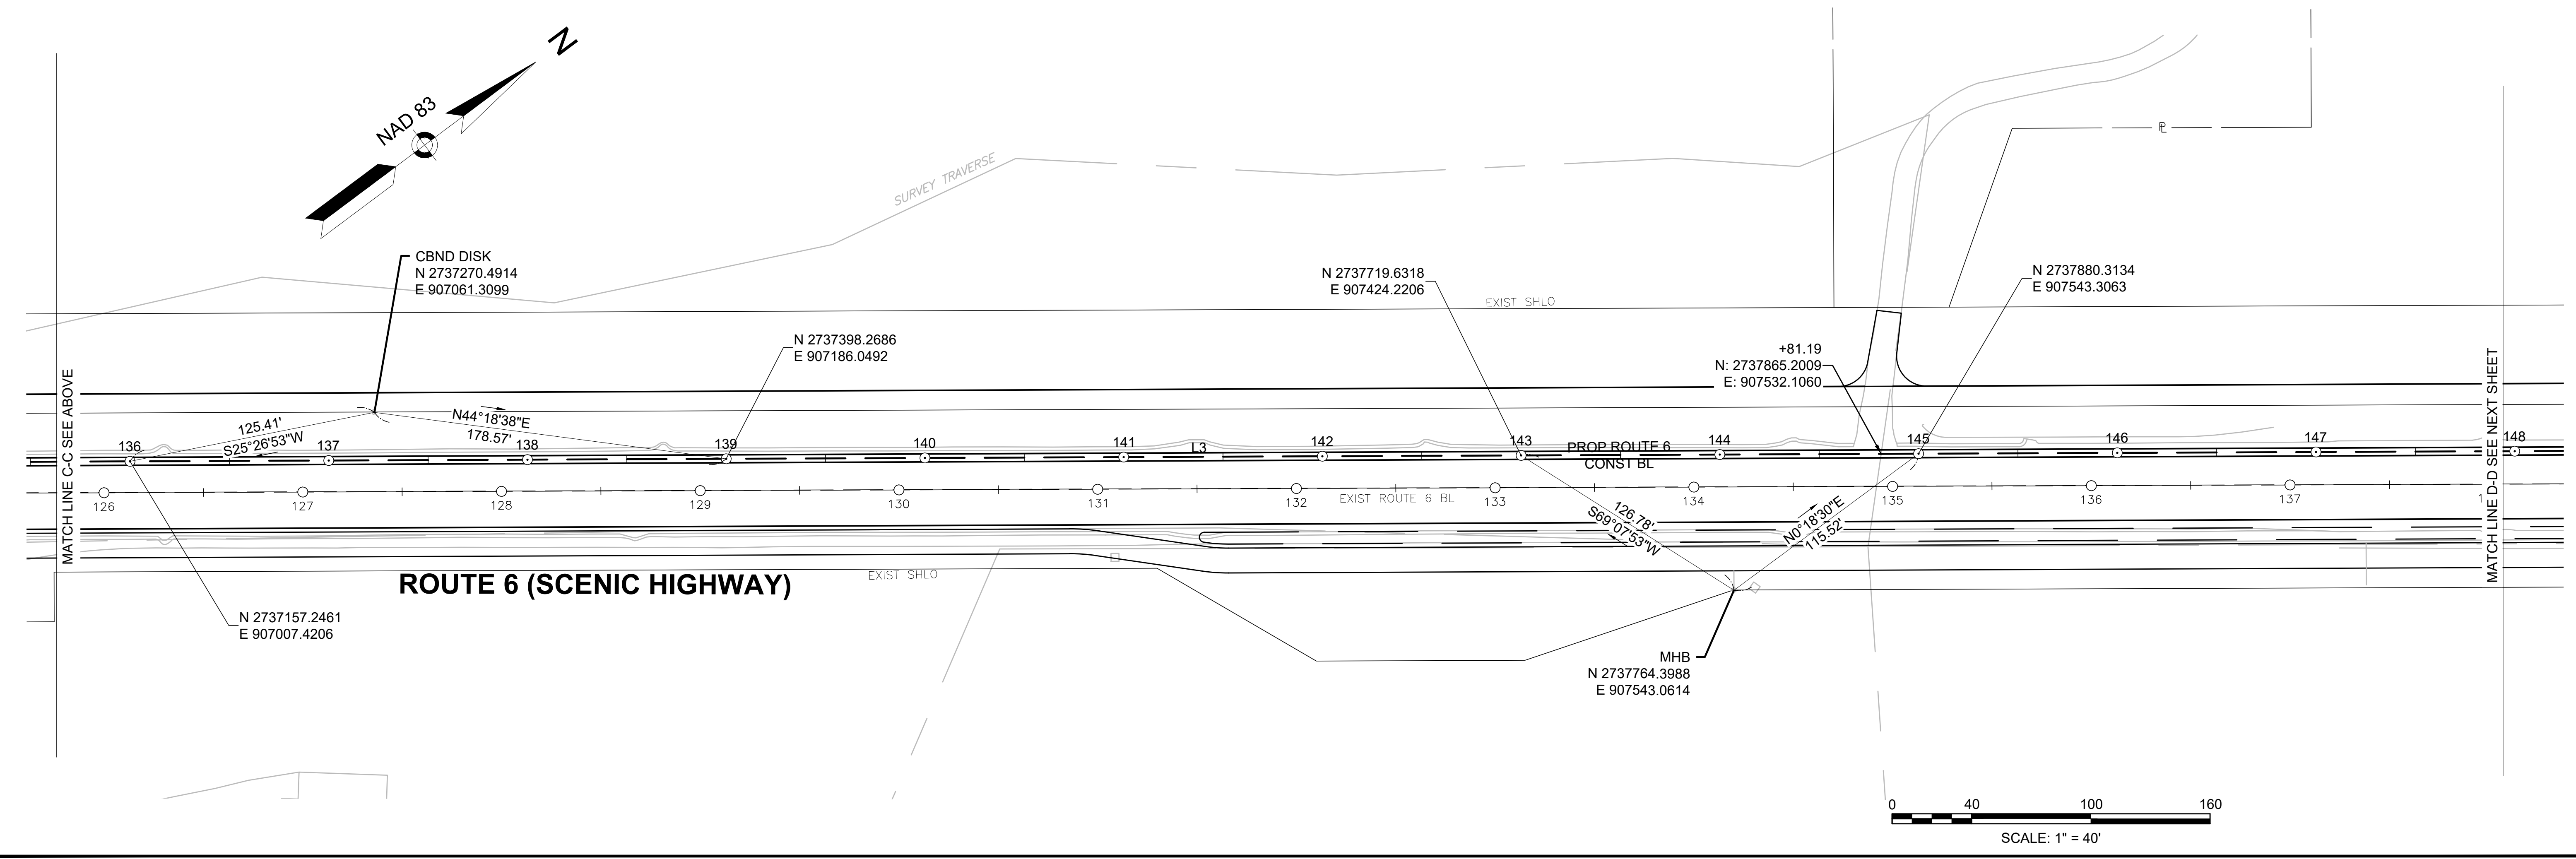 N
NAD 83
SURVEY TRAVERSE
CBND DISK
N 2737270.4914
E 907061.3099
N 2737398.2686
E 907186.0492
N 2737719.6318
E 907424.2206
EXIST SHLO
+81.19
N: 2737865.2009
E: 907532.1060
N 2737880.3134
E 907543.3063
PL
MATCH LINE C-C SEE ABOVE
MATCH LINE D-D SEE NEXT SHEET
125.41'
S25°26'53"W
N44°18'38"E
178.57'
136 137 138 139 140 141 L3 142 143 144 145 146 147 148
PROP ROUTE 6
CONST BL
EXIST ROUTE 6 BL
126 127 128 129 130 131 132 133 134 135 136 137
126.78'
S69°07'53"W
N0°18'30"E
115.52'
EXIST SHLO
ROUTE 6 (SCENIC HIGHWAY)
N 2737157.2461
E 907007.4206
MHB
N 2737764.3988
E 907543.0614
0 40 100 160
SCALE: 1" = 40'